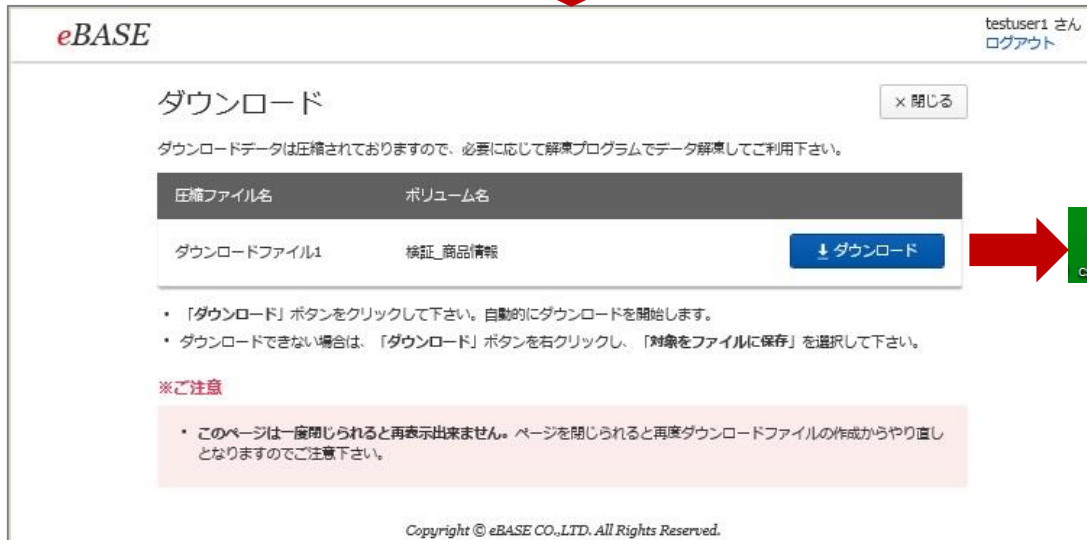 eBASE
testuser1 さん
ログアウト
ダウンロード
×閉じる
ダウンロードデータは圧縮されておりますので、必要に応じて解凍プログラムでデータ解凍してご利用下さい。
圧縮ファイル名 ボリューム名
ダウンロードファイル1 検証_商品情報 ダウンロード
・ 「ダウンロード」ボタンをクリックして下さい。自動的にダウンロードを開始します。
・ ダウンロードできない場合は、「ダウンロード」ボタンを右クリックし、「対象をファイルに保存」を選択して下さい。
※ご注意
・ このページは一度閉じられると再表示出来ません。ページを閉じられると再度ダウンロードファイルの作成からやり直し
となりますのでご注意下さい。
Copyright © eBASE CO.,LTD. All Rights Reserved.